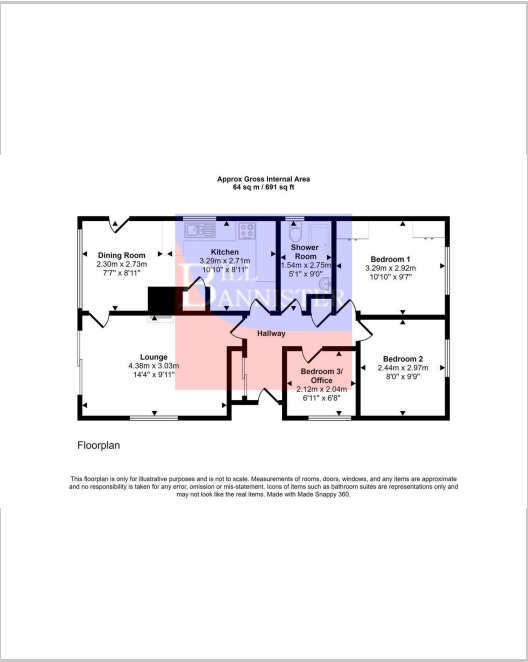 Approx Gross Internal Area
64 sq m / 691 sq ft
Dining Room
2.30m x 2.73m
7'7" x 8'11"
Kitchen
3.29m x 2.71m
10'10" x 8'11"
Shower
Room
1.54m x 2.75m
5'1" x 9'0"
Bedroom 1
3.29m x 2.92m
10'10" x 9'7"
BILL
BANNISTER
Hallway
Lounge
4.38m x 3.03m
14'4" x 9'11"
Bedroom 3/
Office
2.12m x 2.04m
6'11" x 6'8"
Bedroom 2
2.44m x 2.97m
8'0" x 9'9"
Floorplan
This floorplan is only for illustrative purposes and is not to scale. Measurements of rooms, doors, windows, and any items are approximate
and no responsibility is taken for any error, omission or mis-statement. Icons of items such as bathroom suites are representations only and
may not look like the real items. Made with Made Snappy 360.